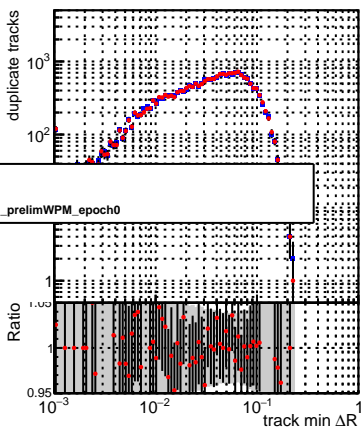 duplicate tracks
10³
10²
_prelimWPM_epoch0
1
1.05
Ratio
1
0.95
10⁻³ 10⁻² 10⁻¹ 1
track min ΔR